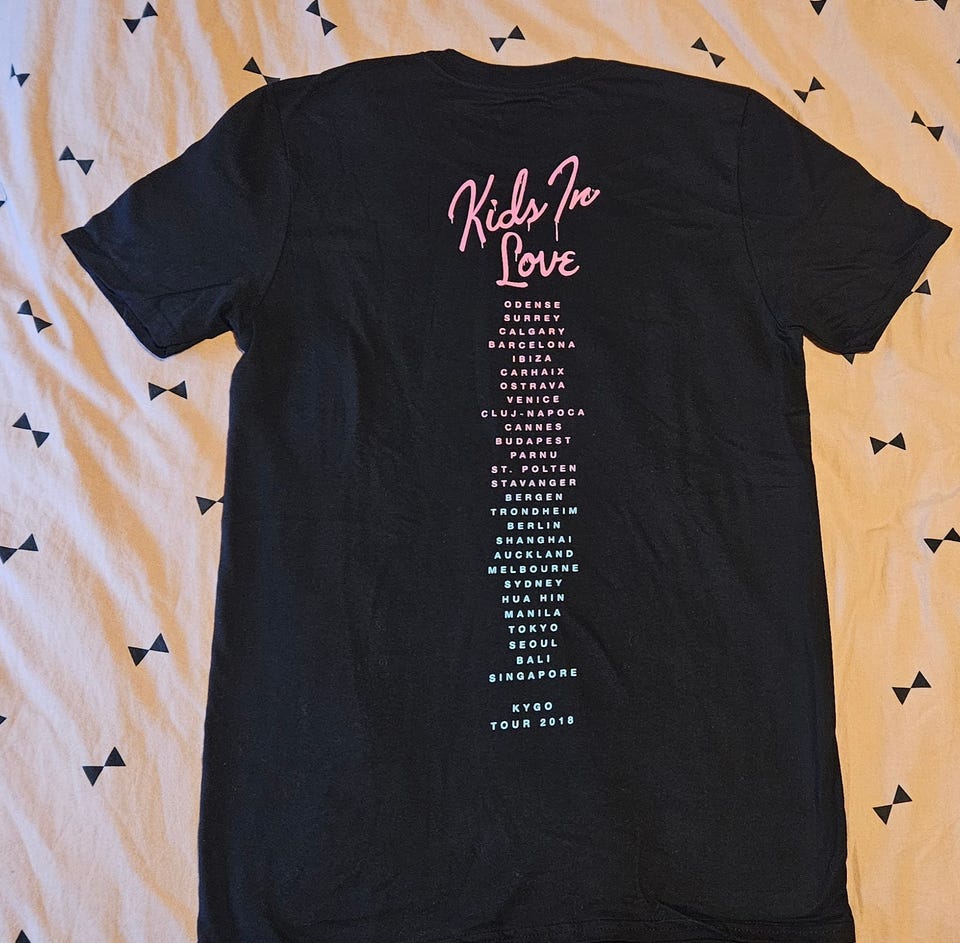 Kids In
Love
ODENSE
SURREY
CALGARY
BARCELONA
IBIZA
CARHAIX
OSTRAVA
VENICE
CLUJ-NAPOCA
CANNES
BUDAPEST
PARNU
ST. POLTEN
STAVANGER
BERGEN
TRONDHEIM
BERLIN
SHANGHAI
AUCKLAND
MELBOURNE
SYDNEY
HUA HIN
MANILA
TOKYO
SEOUL
BALI
SINGAPORE
KYGO
TOUR 2018